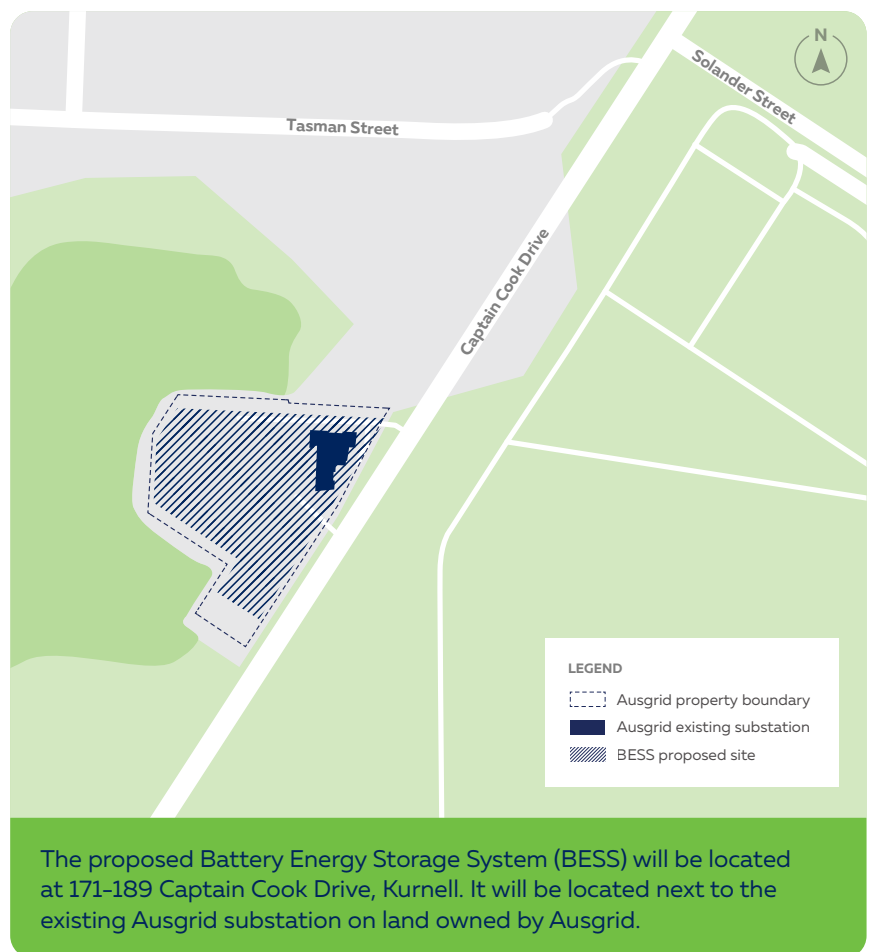 N
Solander Street
Tasman Street
Captain Cook Drive
LEGEND
Ausgrid property boundary
Ausgrid existing substation
BESS proposed site
The proposed Battery Energy Storage System (BESS) will be located
at 171-189 Captain Cook Drive, Kurnell. It will be located next to the
existing Ausgrid substation on land owned by Ausgrid.